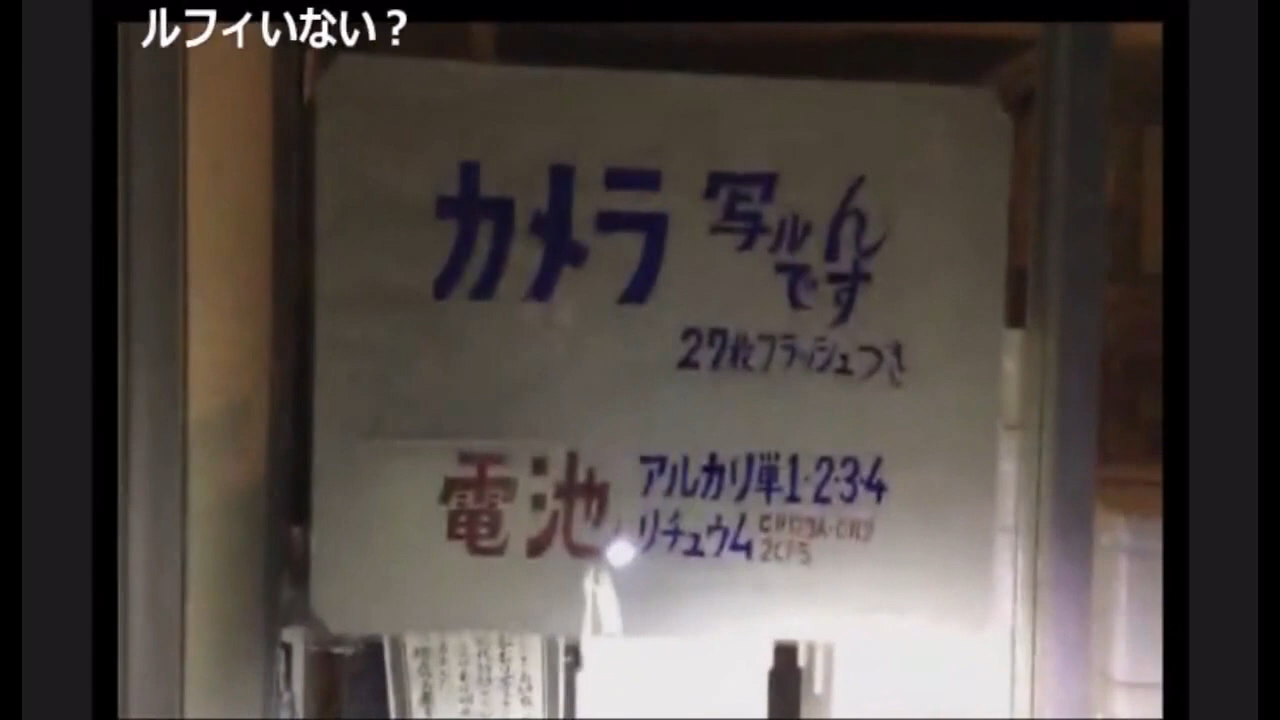 ルフィいない?
カメラ 写ルんです
27枚フラッシュつき
電池 アルカリ単1・2・3・4
リチュウム
2CR5